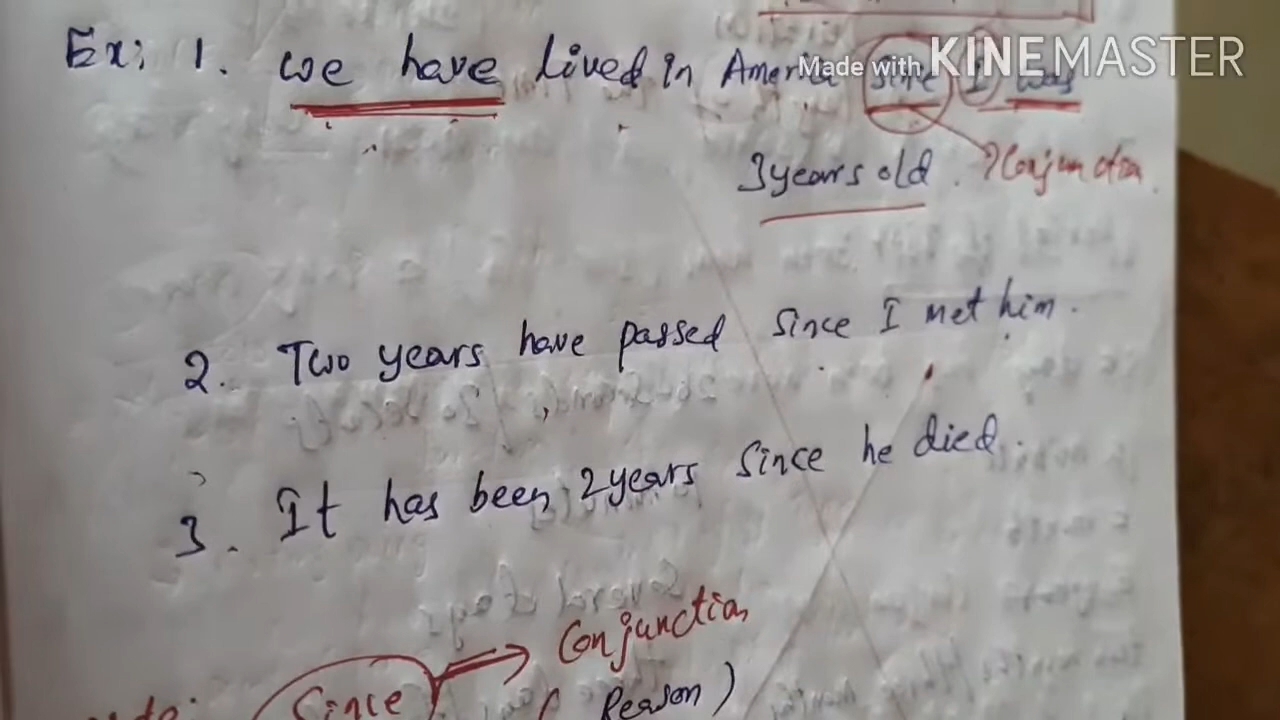 Ex: 1. we have lived in America since I was
Made with KINEMASTER
3 years old. Conjunction.
2. Two years have passed since I met him.
3. It has been 2 years since he died.
Since → Conjunction
( Reason )